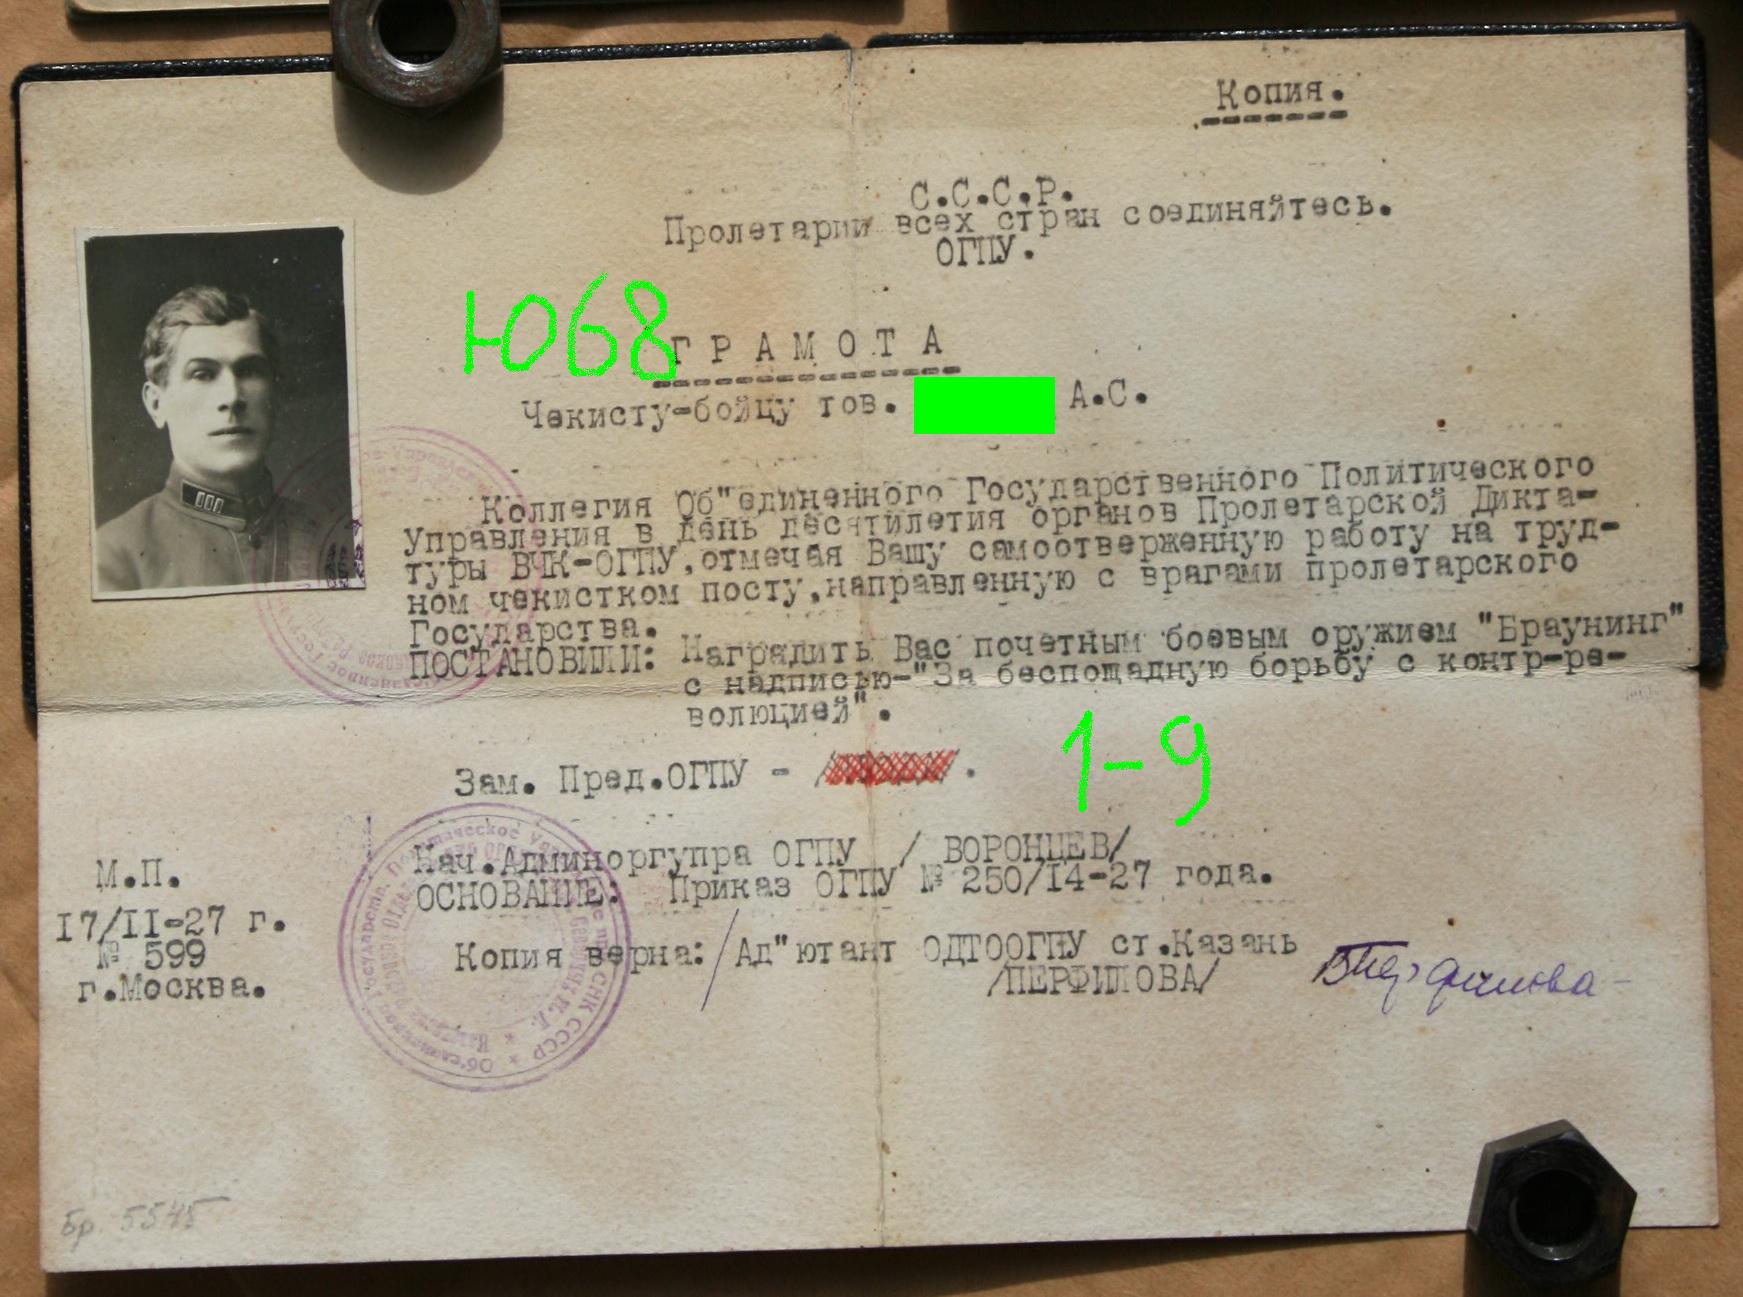 Копия.
С.С.С.Р.
Пролетарии всех стран соединяйтесь.
ОГПУ.
Ю68
ГРАМОТА
Чекисту-бойцу тов. А.С.
Коллегия Об"единенного Государственного Политического
Управления в день десятилетия органов Пролетарской Дикта-
туры ВЧК-ОГПУ,отмечая Вашу самоотверженную работу на труд-
ном чекистком посту,направленную с врагами пролетарского
Государства.
ПОСТАНОВИЛИ: Наградить Вас почетным боевым оружием "Браунинг"
с надписью-"За беспощадную борьбу с контр-ре-
волюцией".
1-9
Зам. Пред.ОГПУ - .
Нач.Админоргупра ОГПУ /ВОРОНЦЕВ/
ОСНОВАНИЕ: Приказ ОГПУ № 250/14-27 года.
М.П.
17/II-27 г.
№ 599
г.Москва.
Копия верна: Ад"ютант ОДТООГПУ ст.Казань
/ПЕРФИЛОВА/
Бр. 5545